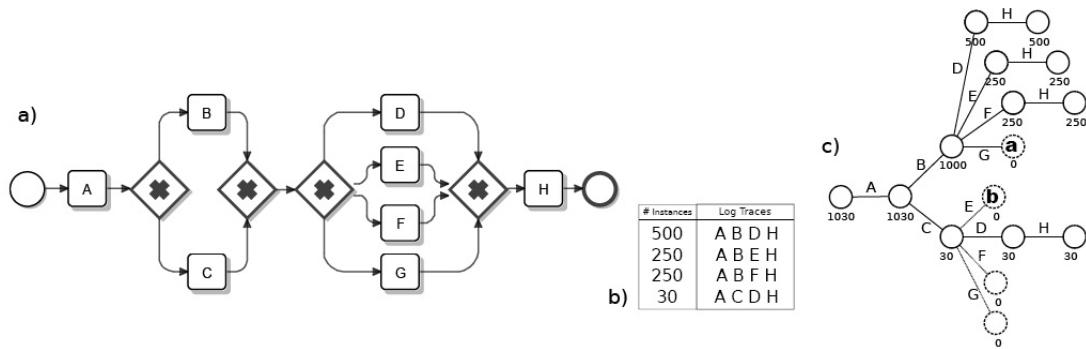 a)
A
B
C
D
E
F
G
H
b)
# Instances Log Traces
500 A B D H
250 A B E H
250 A B F H
30 A C D H
c)
H
500 500
D
H
250 250
E
H
250 250
F
G
a
0
B
1000
A
1030 1030
C
b
E
0
D H
30 30 30
F
0
G
0